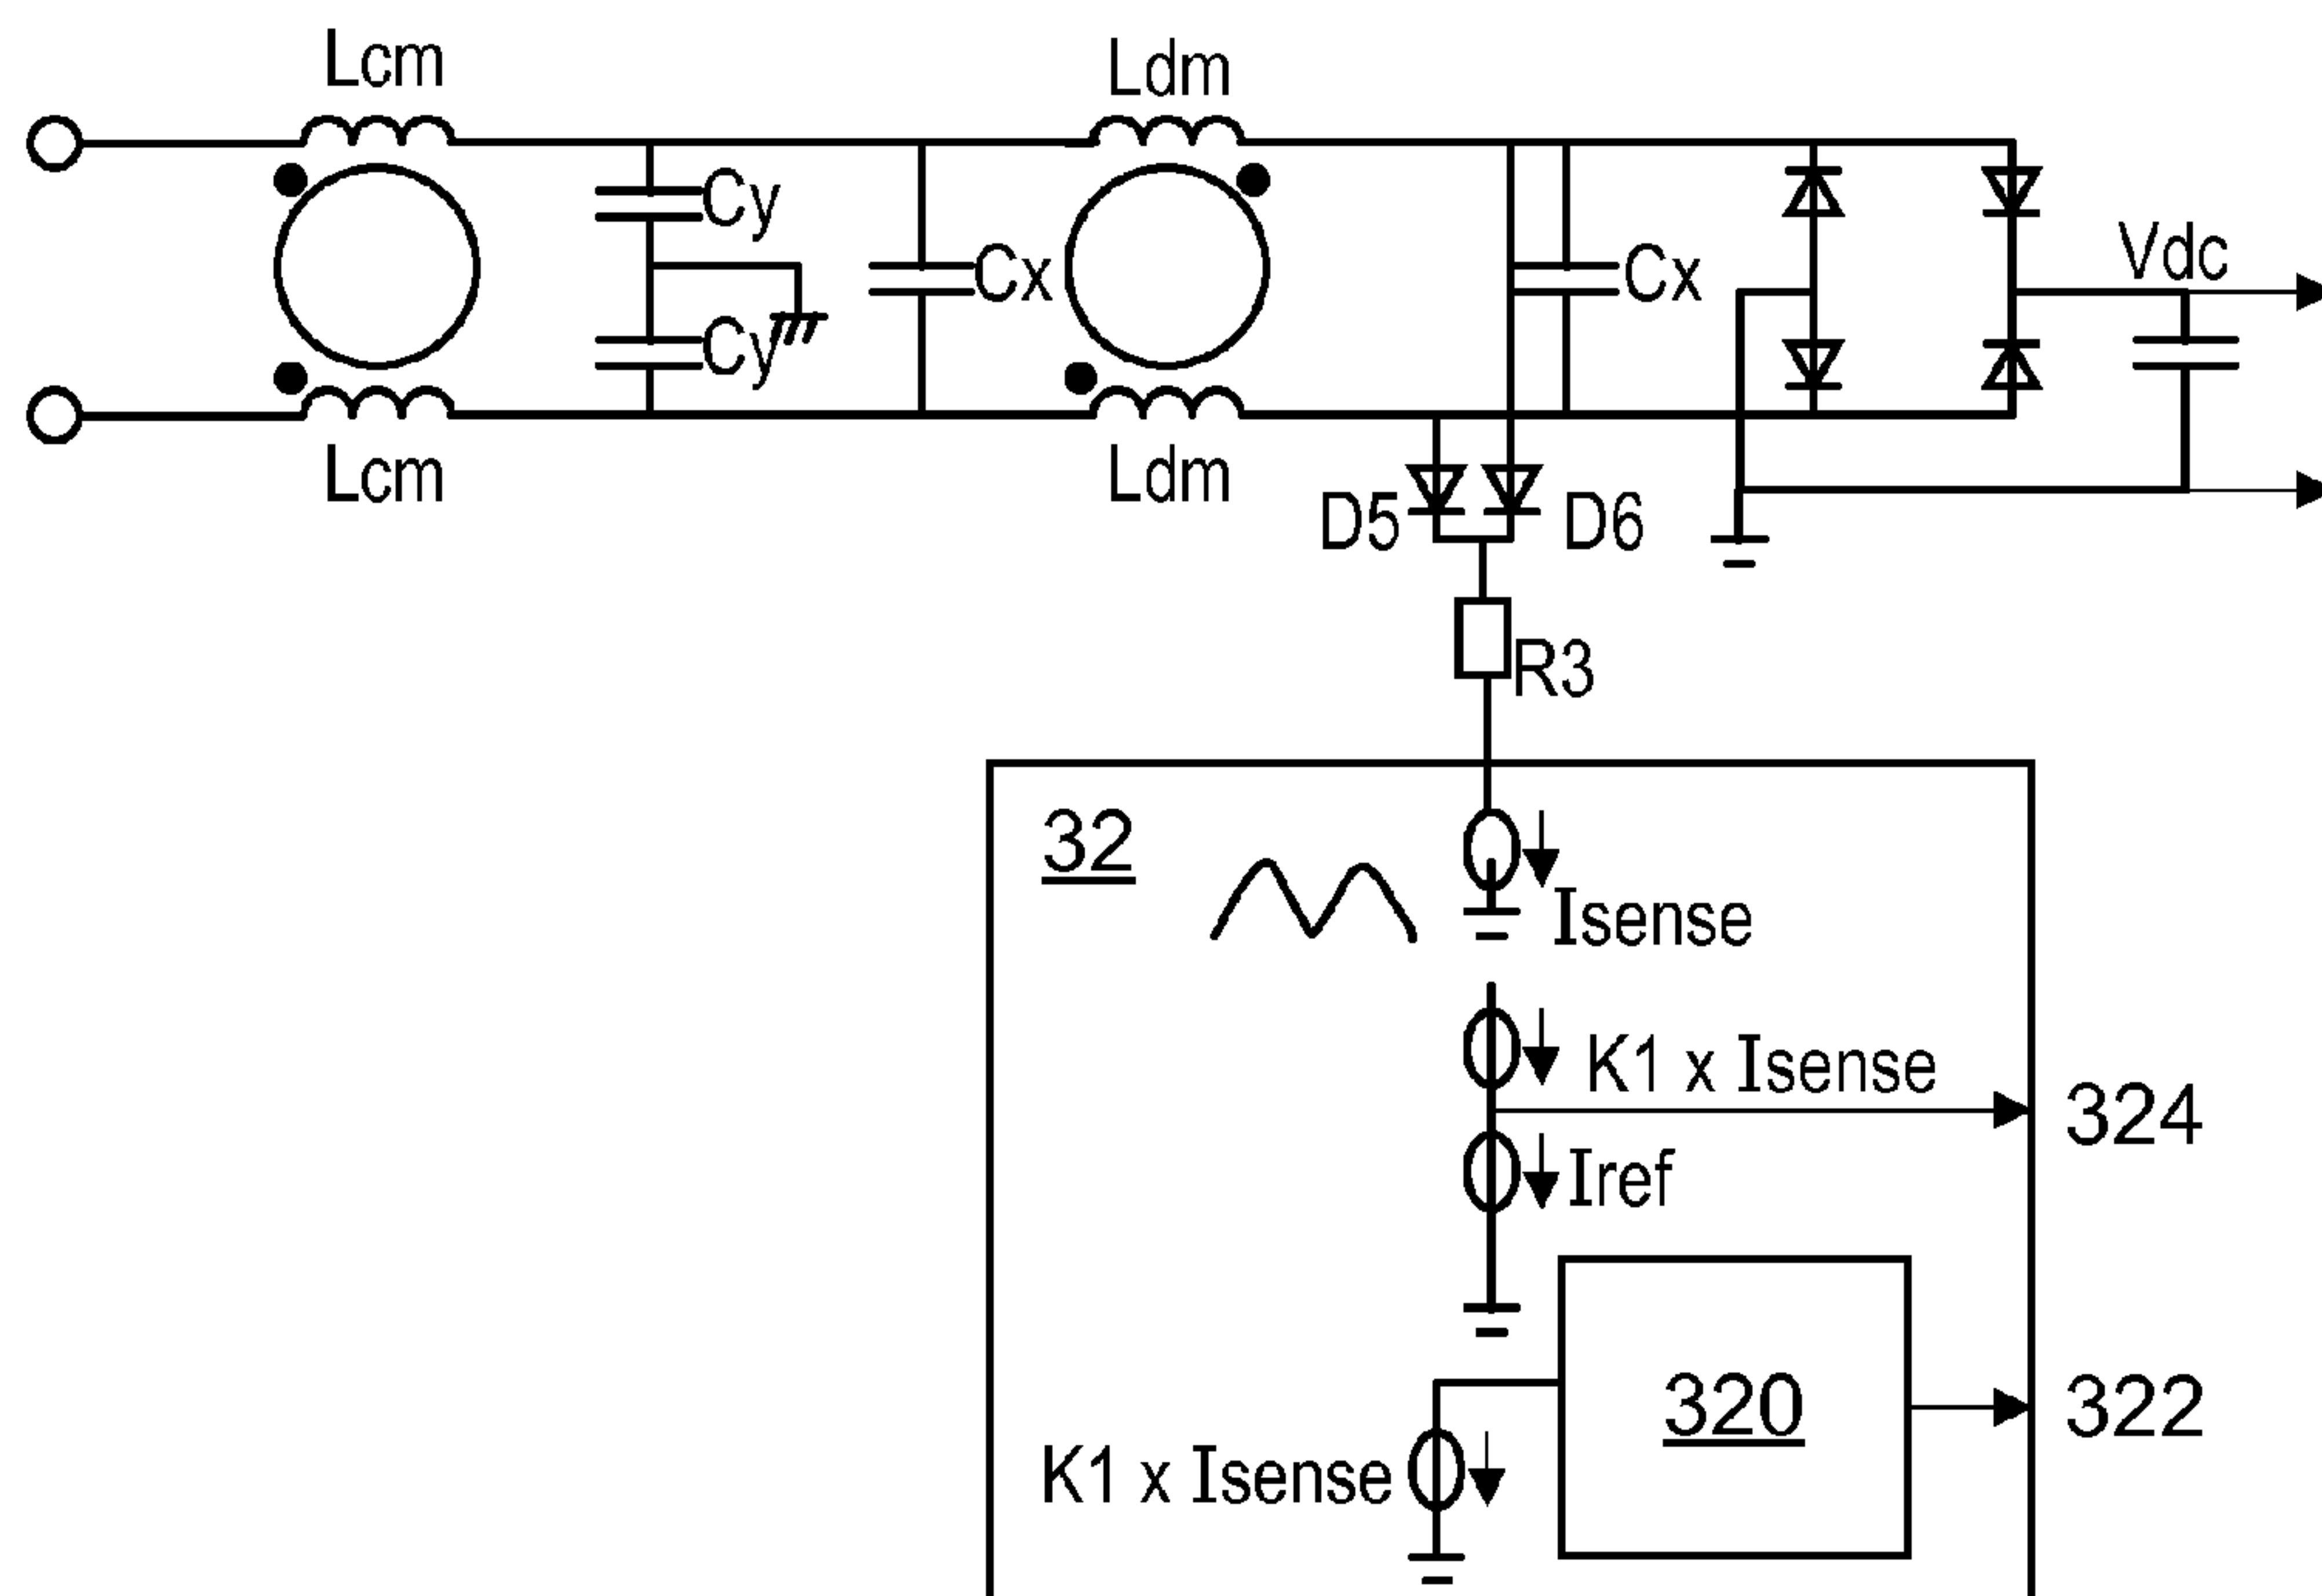 Lcm
Ldm
Cy
Cx
Cx
Vdc
Cy
Lcm
Ldm
D5
D6
R3
32
Isense
K1 x Isense
324
Iref
320
322
K1 x Isense